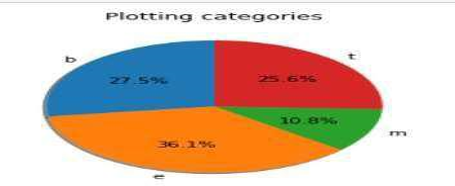 Plotting categories
b
t
27.5%
25.6%
10.8%
m
36.1%
e